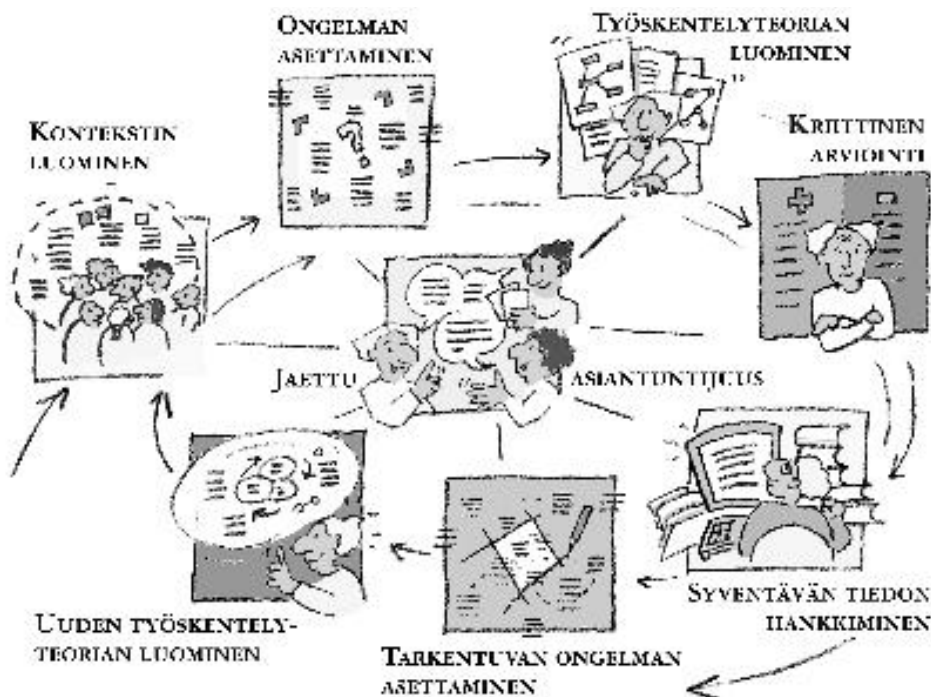 ONGELMAN
ASETTAMINEN
TYÖSKENTELYTEORIAN
LUOMINEN
KONTEKSTIN
LUOMINEN
KRIITTINEN
ARVIOINTI
JAETTU
ASIANTUNTIJUUS
SYVENTÄVÄN TIEDON
HANKKIMINEN
UUDEN TYÖSKENTELY-
TEORIAN LUOMINEN
TARKENTUVAN ONGELMAN
ASETTAMINEN